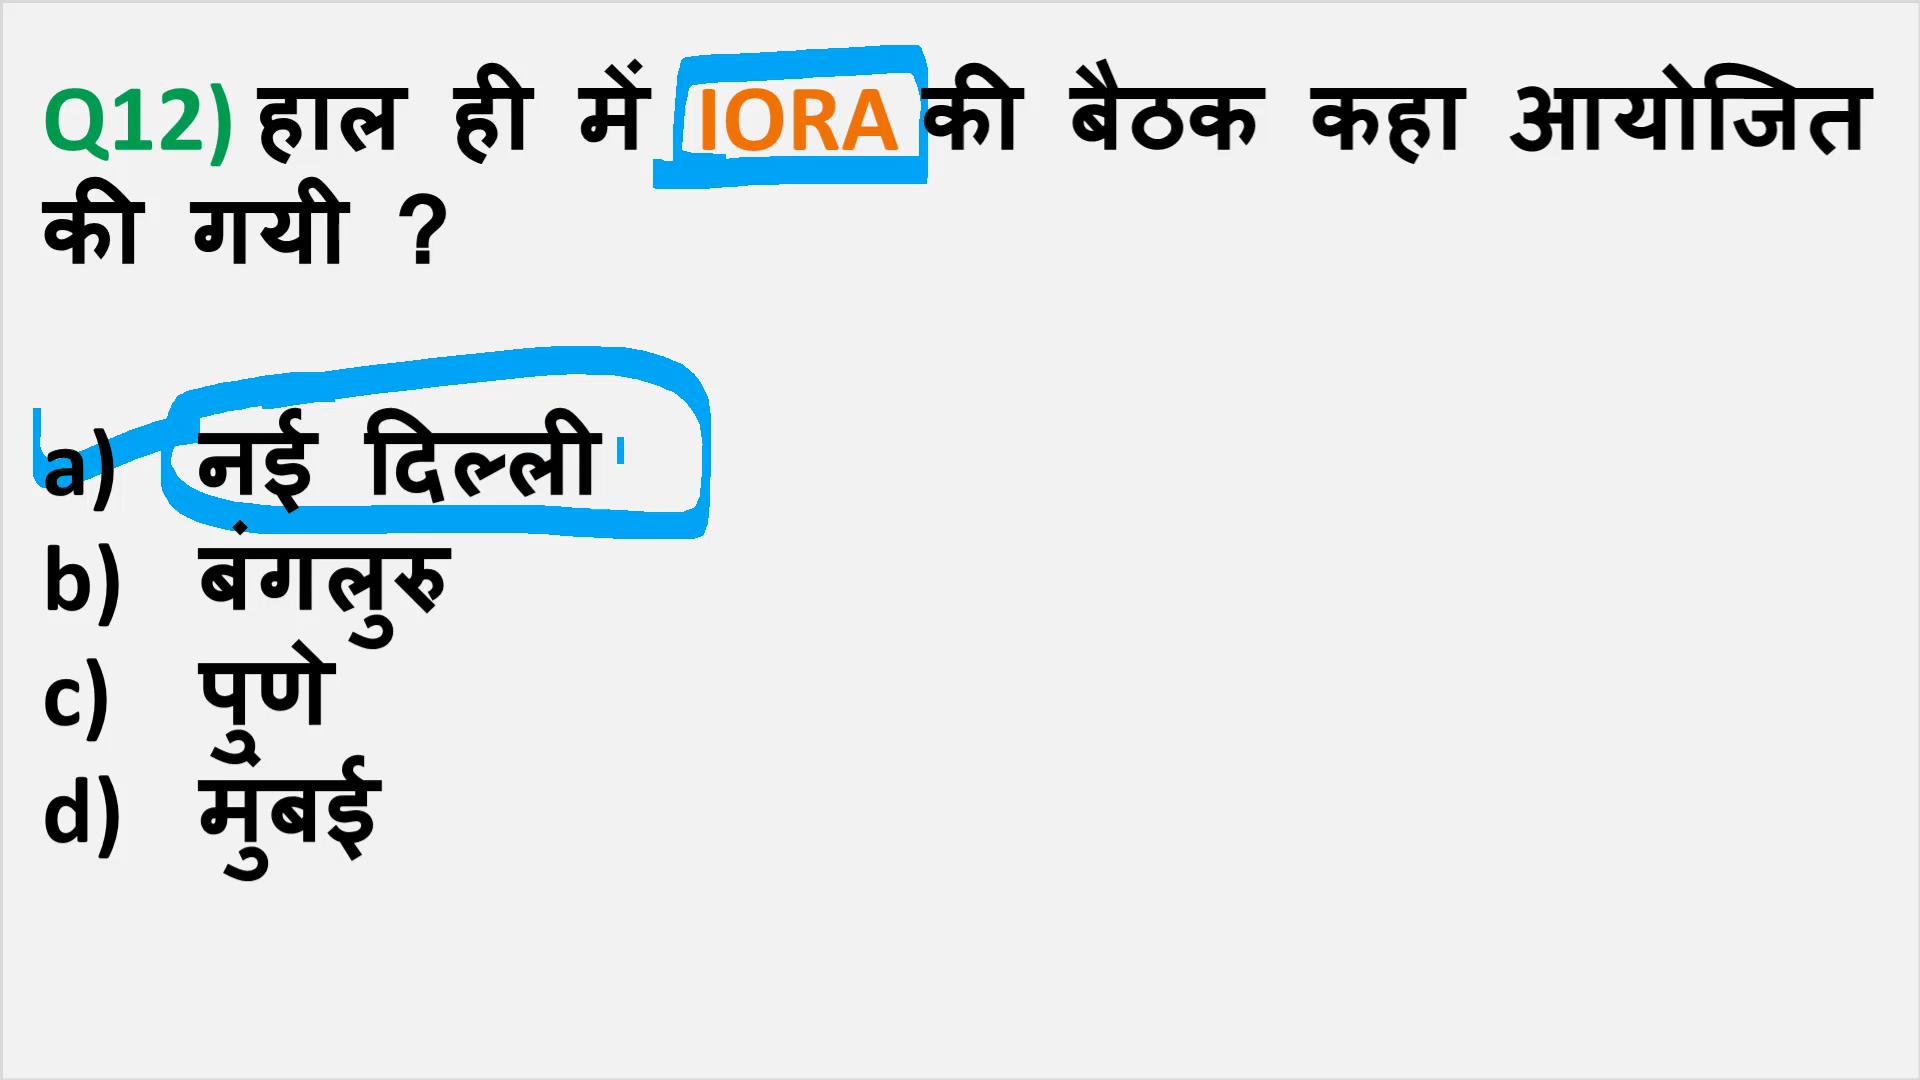 Q12) हाल ही में IORA की बैठक कहा आयोजित
की गयी ?
a) नई दिल्ली
b) बंगलुरु
c) पुणे
d) मुंबई